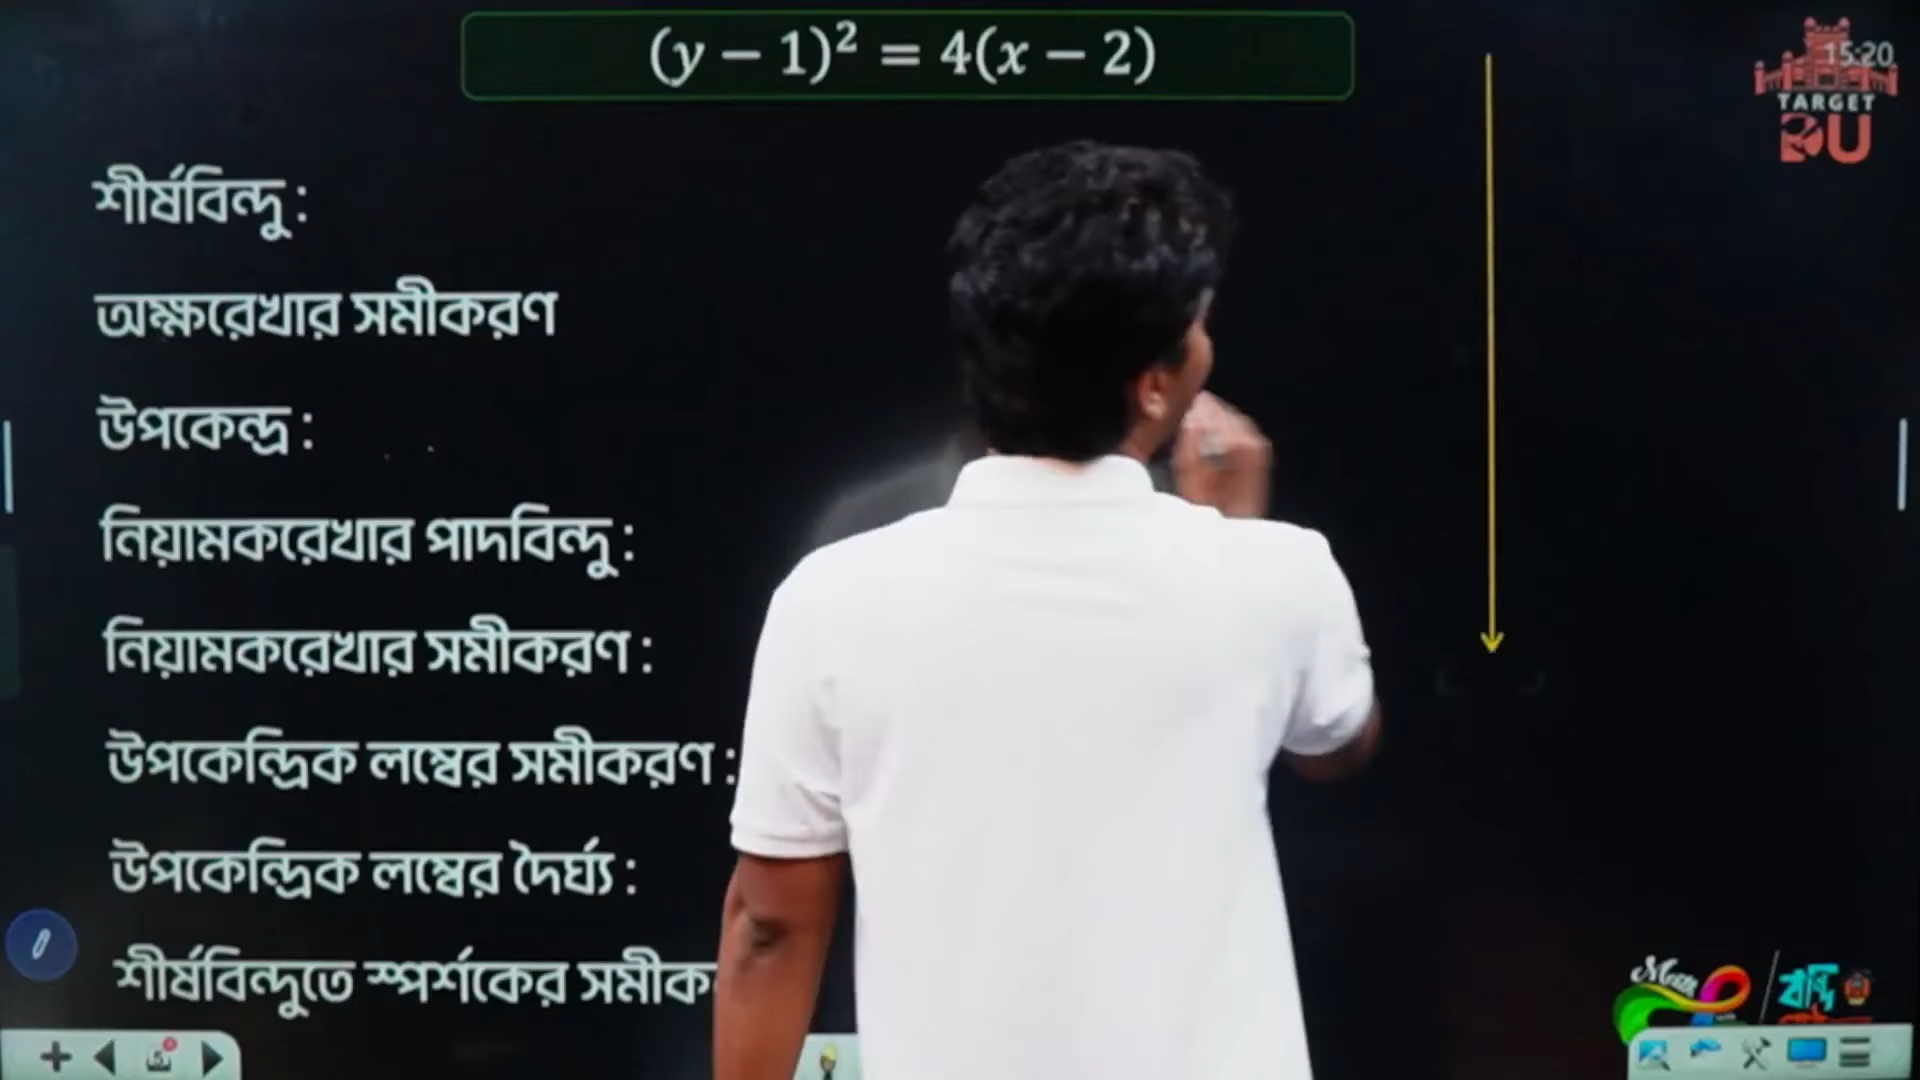 (y − 1)² = 4(x − 2)
15:20
TARGET
DU
শীর্ষবিন্দু :
অক্ষরেখার সমীকরণ
উপকেন্দ্র :
নিয়ামকরেখার পাদবিন্দু :
নিয়ামকরেখার সমীকরণ :
উপকেন্দ্রিক লম্বের সমীকরণ :
উপকেন্দ্রিক লম্বের দৈর্ঘ্য :
শীর্ষবিন্দুতে স্পর্শকের সমীক